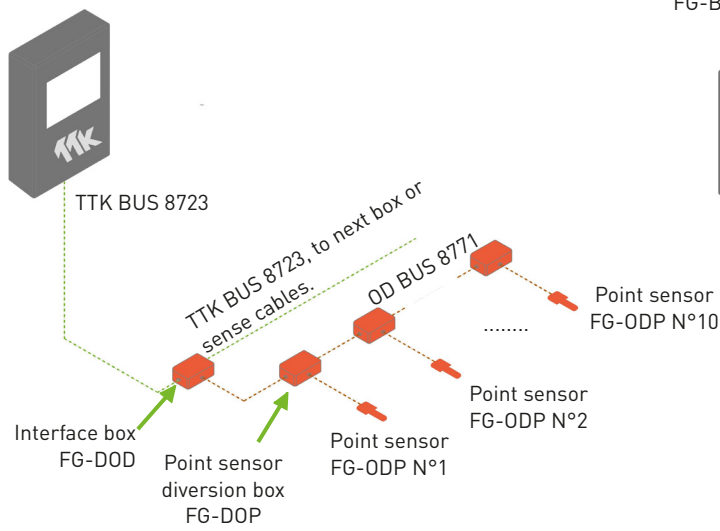 FG-B
TTK
TTK BUS 8723
TTK BUS 8723, to next box or
sense cables.
OD BUS 8771
Point sensor
FG-ODP N°10
........
Point sensor
FG-ODP N°2
Point sensor
FG-ODP N°1
Interface box
FG-DOD
Point sensor
diversion box
FG-DOP